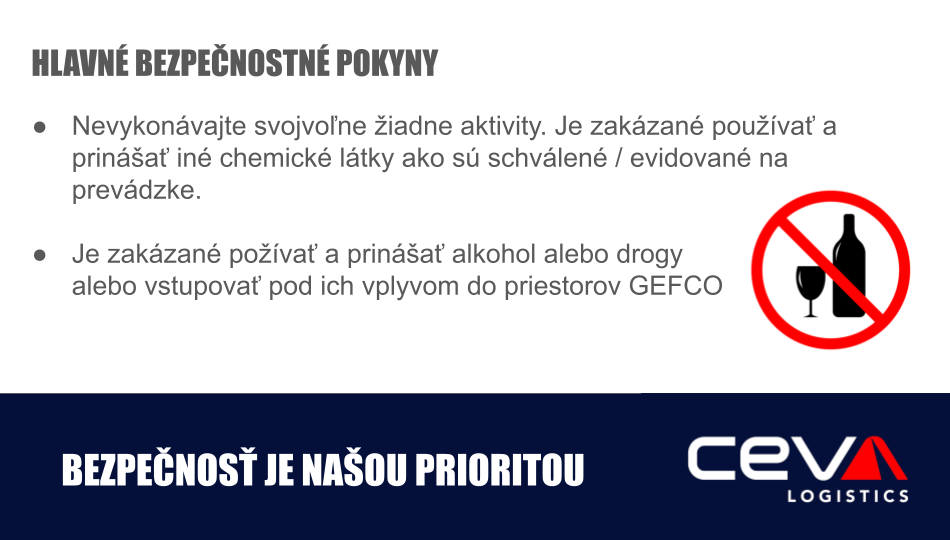 HLAVNÉ BEZPEČNOSTNÉ POKYNY
● Nevykonávajte svojvoľne žiadne aktivity. Je zakázané používať a
prinášať iné chemické látky ako sú schválené / evidované na
prevádzke.
● Je zakázané požívať a prinášať alkohol alebo drogy
alebo vstupovať pod ich vplyvom do priestorov GEFCO
BEZPEČNOSŤ JE NAŠOU PRIORITOU
CEVA
LOGISTICS